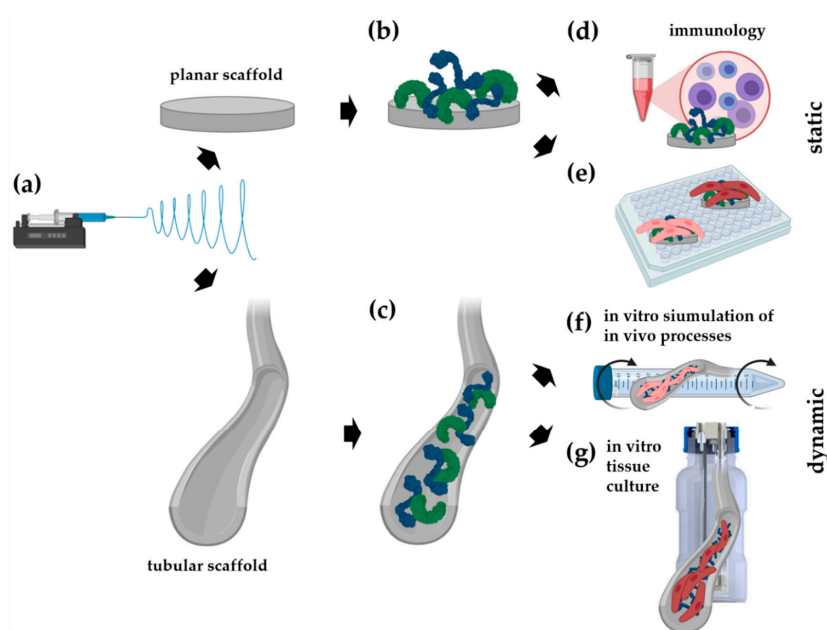 (b)
(d)
immunology
planar scaffold
static
(a)
(e)
(c)
(f)
in vitro siumulation of
in vivo processes
(g)
in vitro
tissue
culture
dynamic
tubular scaffold